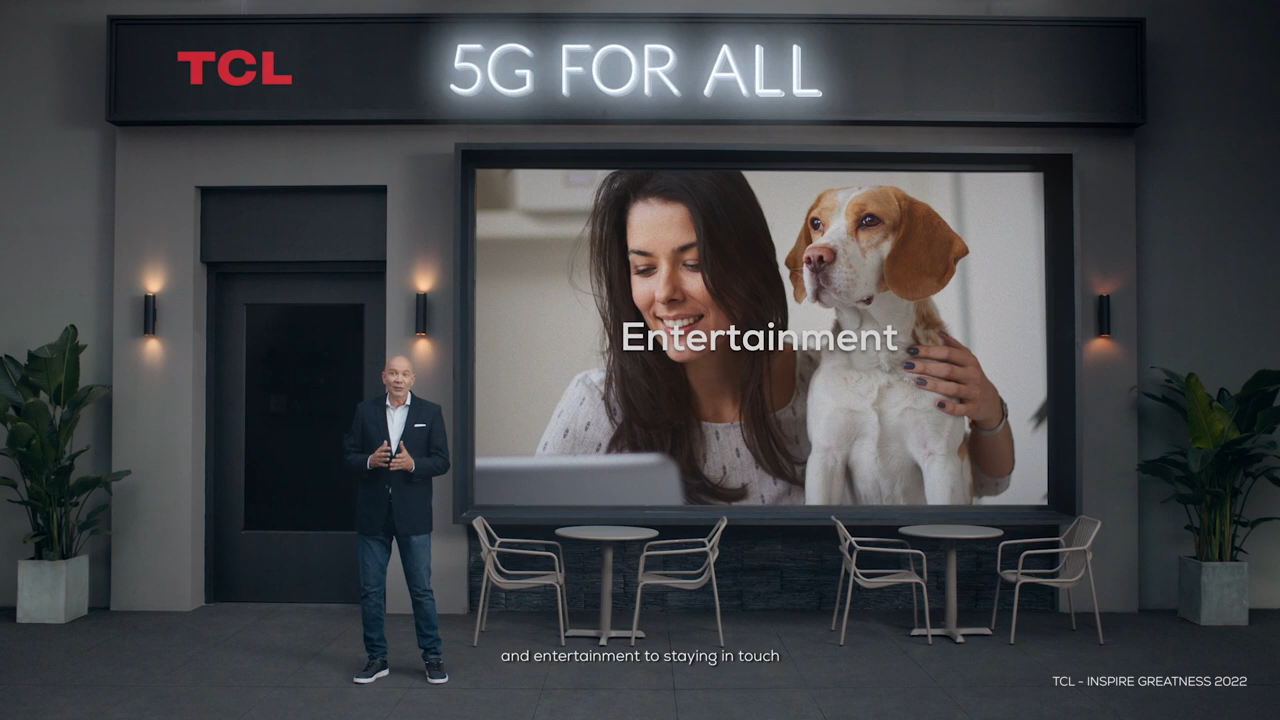 TCL
5G FOR ALL
Entertainment
and entertainment to staying in touch
TCL - INSPIRE GREATNESS 2022